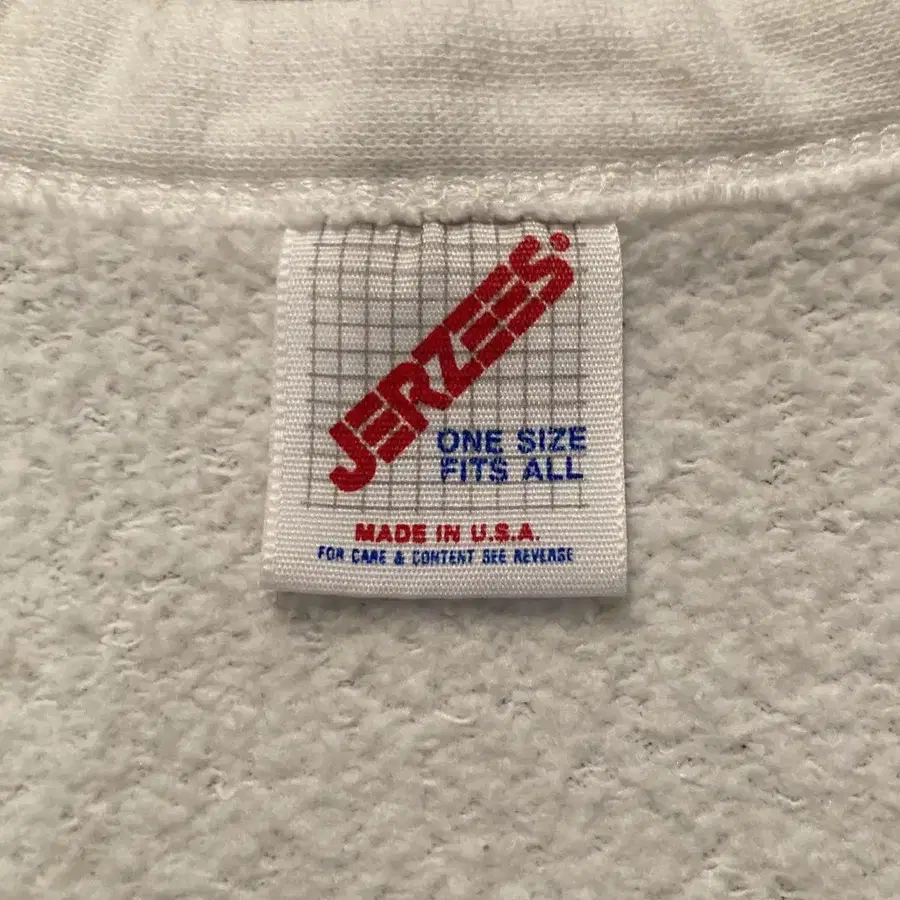 JERZEES
ONE SIZE
FITS ALL
MADE IN U.S.A.
FOR CARE & CONTENT SEE REVERSE